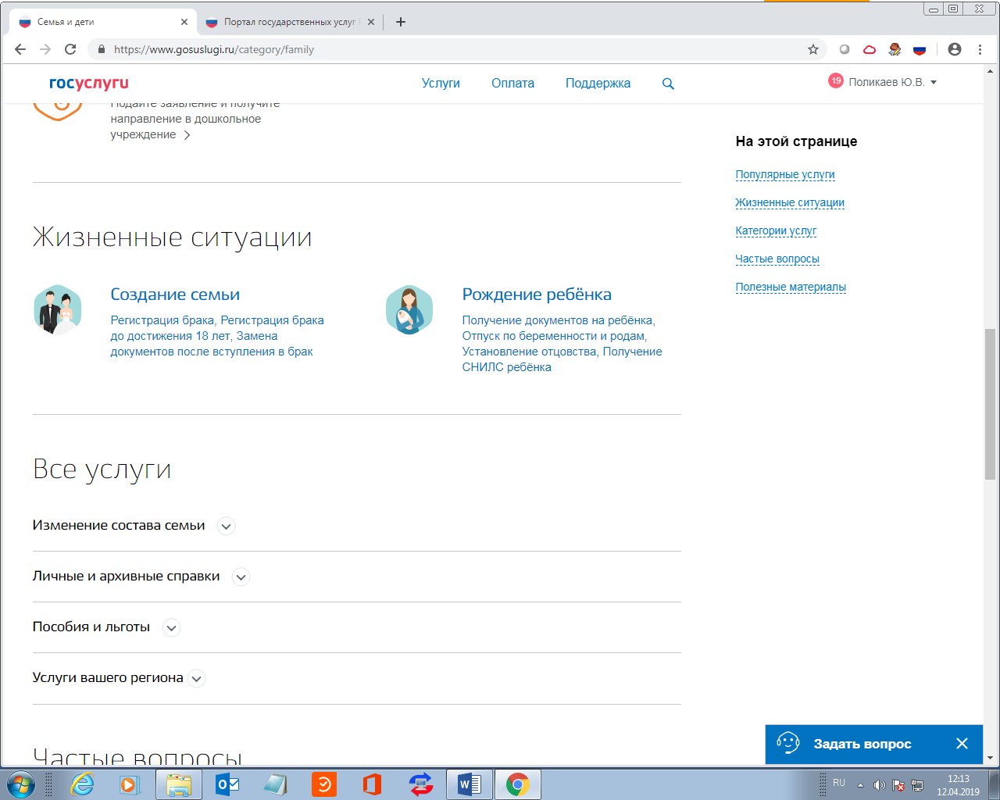 Семья и дети
Портал государственных услуг
https://www.gosuslugi.ru/category/family
госуслуги
Услуги
Оплата
Поддержка
19
Поликаев Ю.В.
Подайте заявление и получите
направление в дошкольное
учреждение
На этой странице
Популярные услуги
Жизненные ситуации
Категории услуг
Частые вопросы
Полезные материалы
Жизненные ситуации
Создание семьи
Регистрация брака, Регистрация брака
до достижения 18 лет, Замена
документов после вступления в брак
Рождение ребёнка
Получение документов на ребёнка,
Отпуск по беременности и родам,
Установление отцовства, Получение
СНИЛС ребёнка
Все услуги
Изменение состава семьи
Личные и архивные справки
Пособия и льготы
Услуги вашего региона
Частые вопросы
Задать вопрос
RU
12:13
12.04.2019